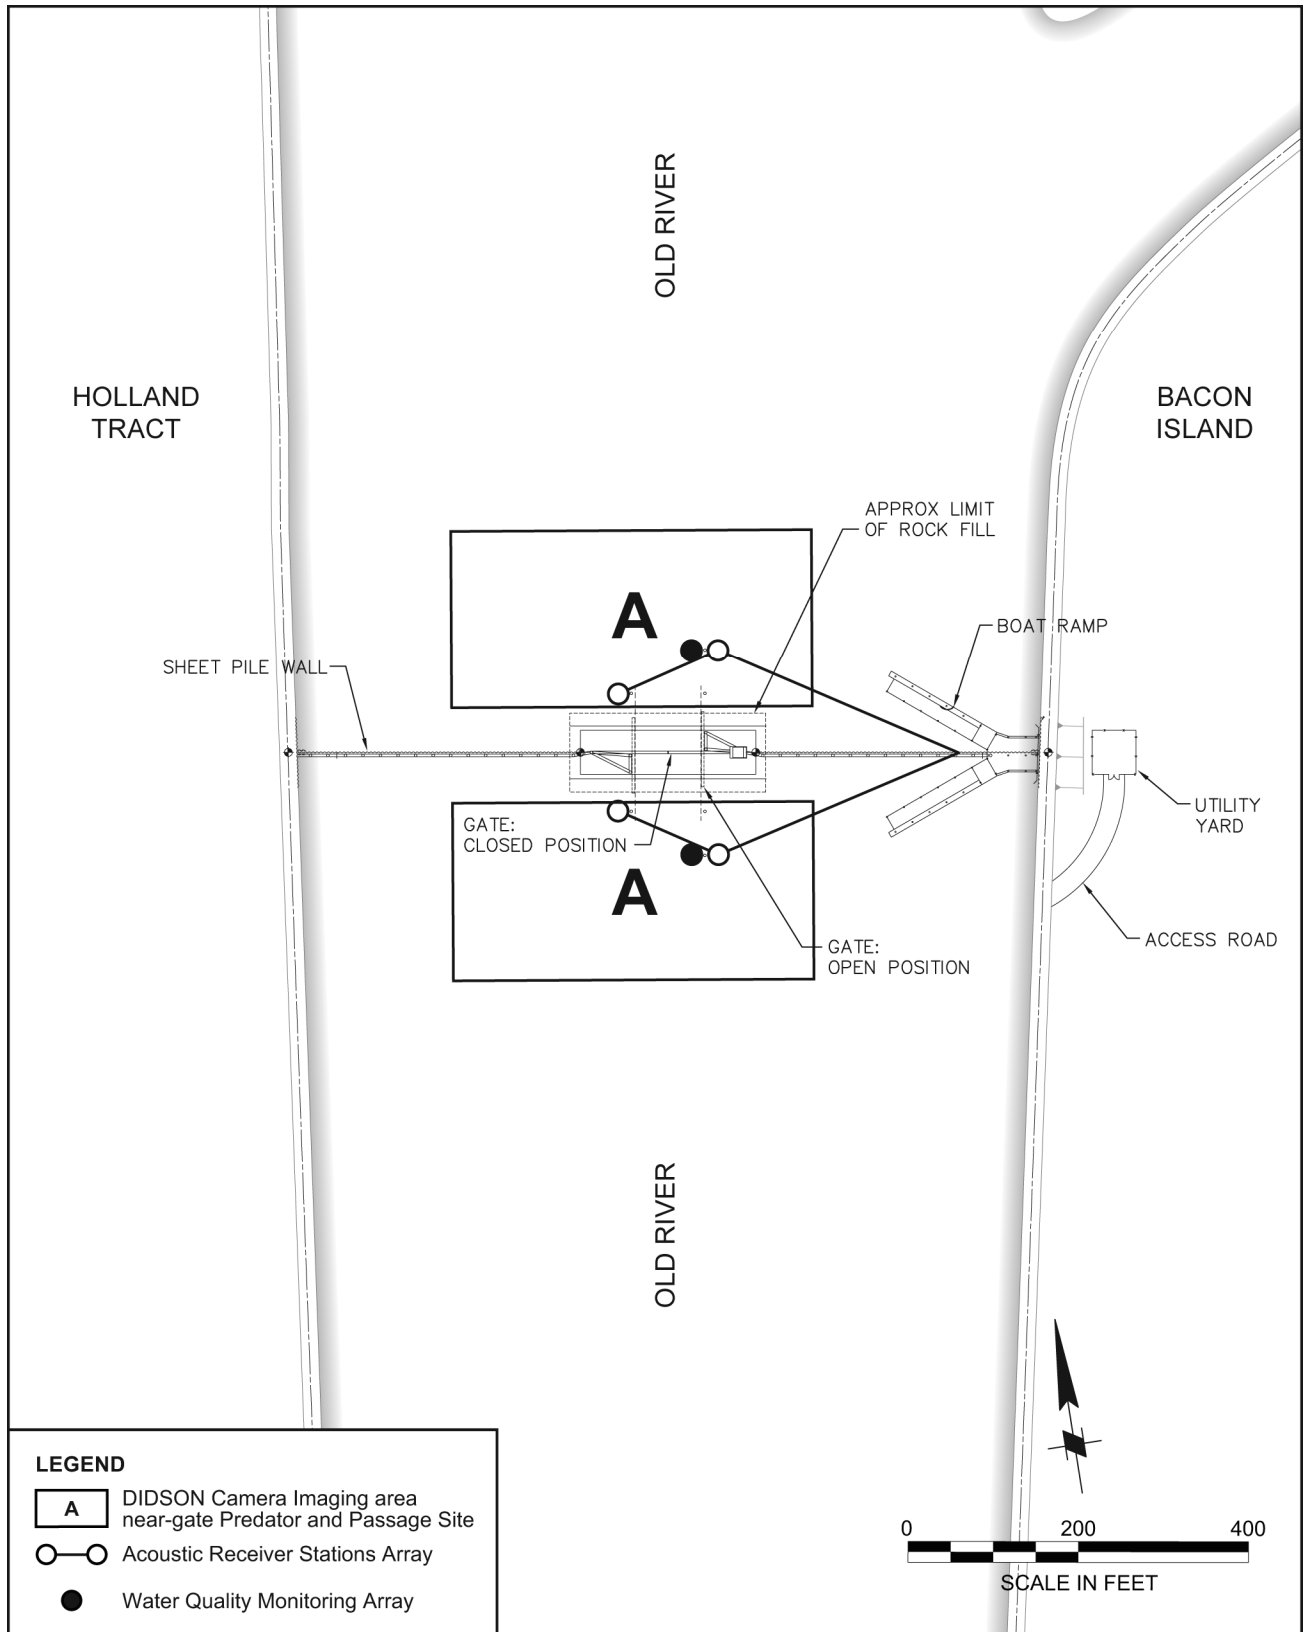 OLD RIVER
HOLLAND
TRACT
BACON
ISLAND
APPROX LIMIT
OF ROCK FILL
A
BOAT RAMP
SHEET PILE WALL
UTILITY
YARD
GATE:
CLOSED POSITION
A
ACCESS ROAD
GATE:
OPEN POSITION
OLD RIVER
LEGEND
A
DIDSON Camera Imaging area
near-gate Predator and Passage Site
Acoustic Receiver Stations Array
Water Quality Monitoring Array
0 200 400
SCALE IN FEET